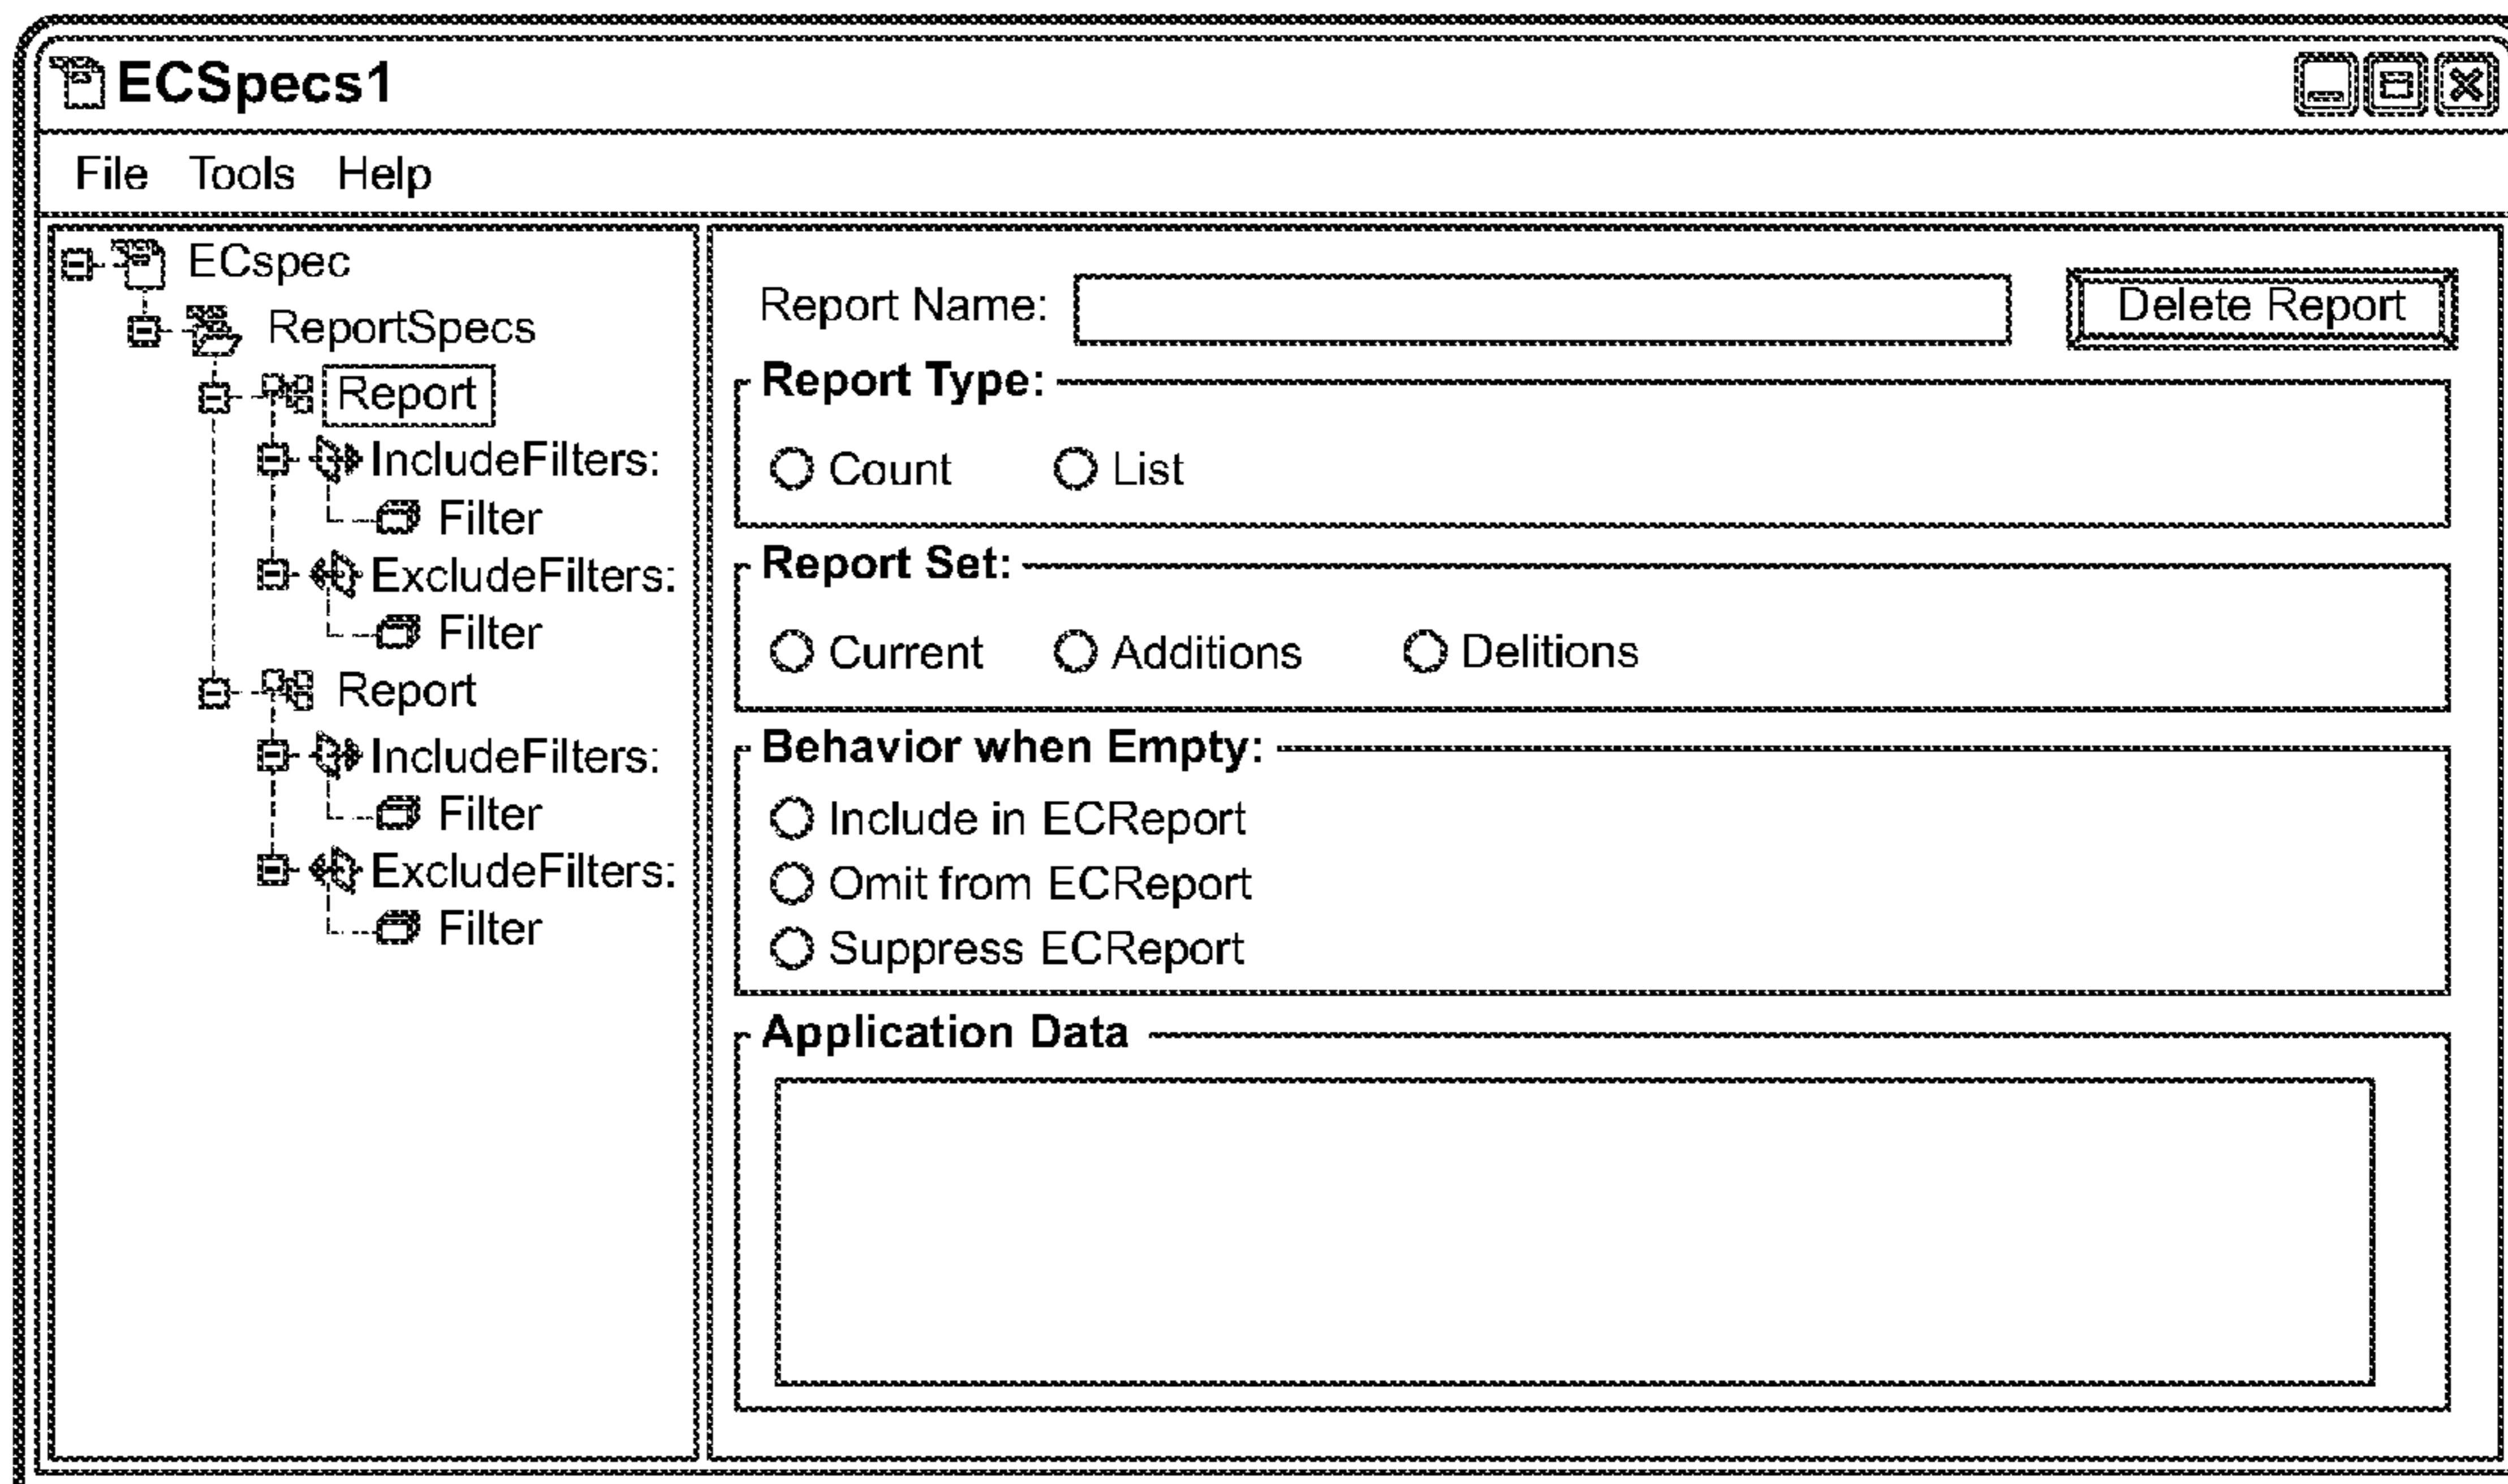 ECSpecs1
File Tools Help
ECspec
ReportSpecs
Report
IncludeFilters:
Filter
ExcludeFilters:
Filter
Report
IncludeFilters:
Filter
ExcludeFilters:
Filter
Report Name: Delete Report
Report Type:
Count List
Report Set:
Current Additions Delitions
Behavior when Empty:
Include in ECReport
Omit from ECReport
Suppress ECReport
Application Data